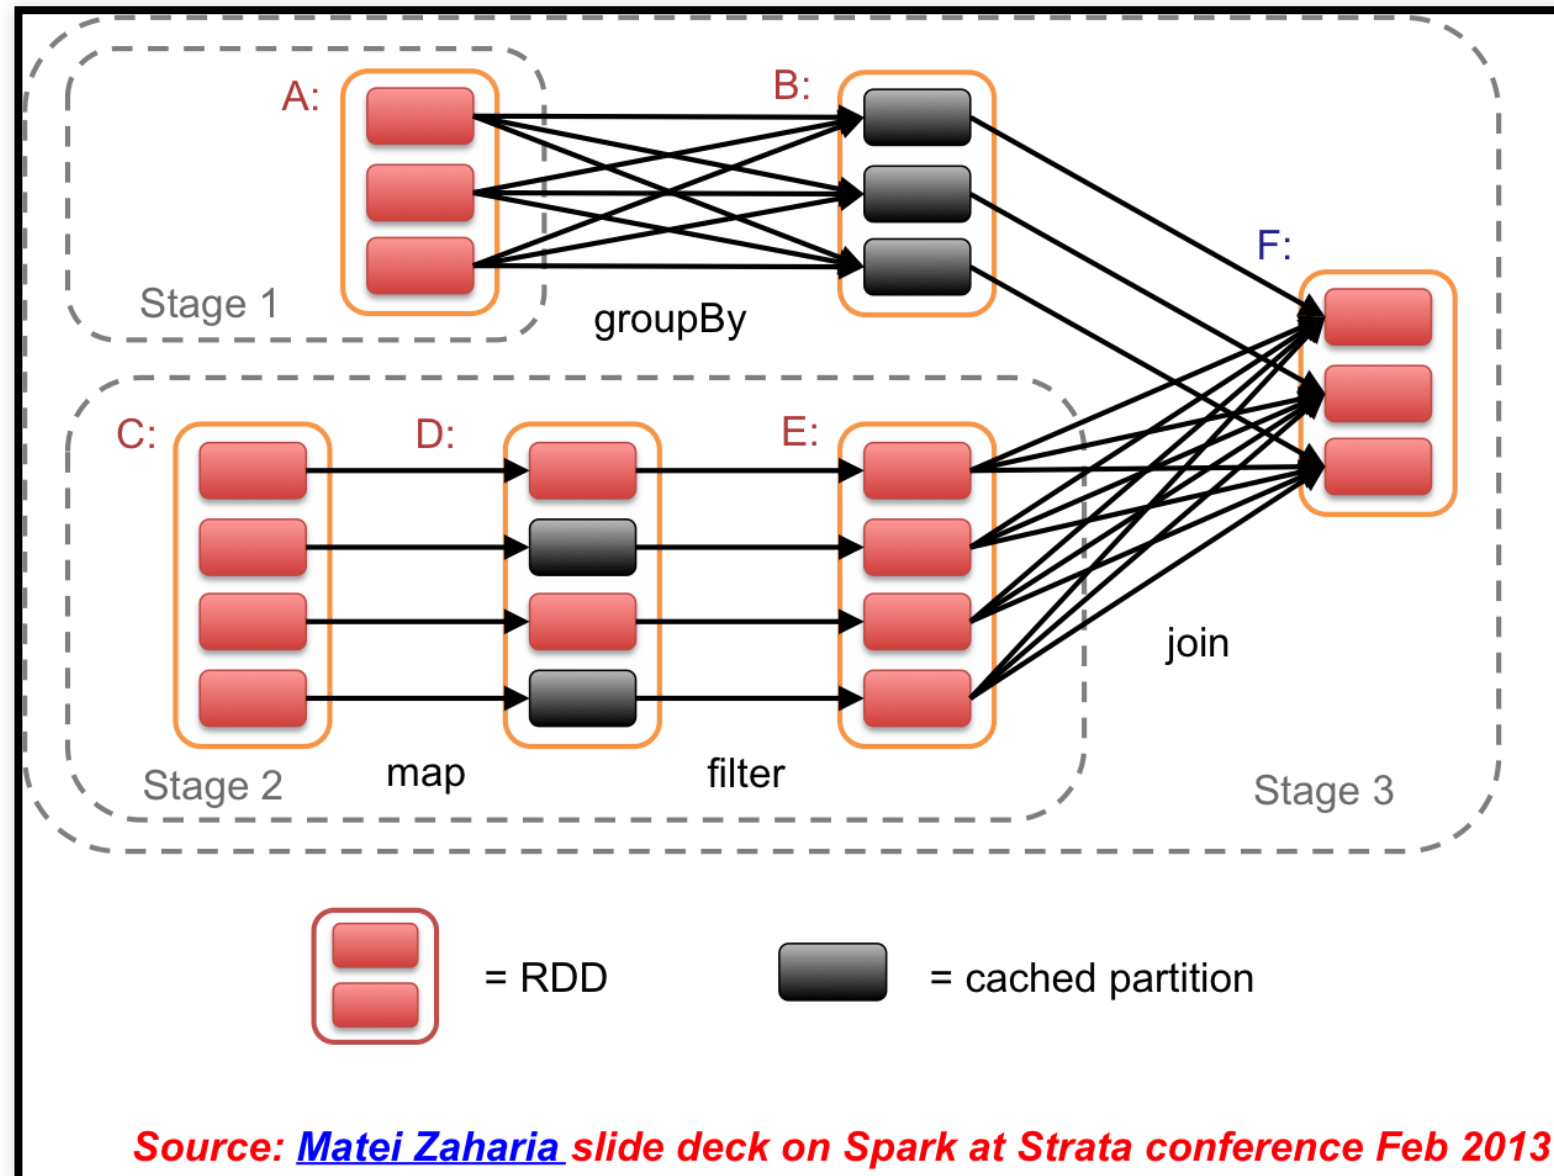 A:
B:
F:
Stage 1
groupBy
C:
D:
E:
join
Stage 2
map
filter
Stage 3
= RDD
= cached partition
Source: Matei Zaharia slide deck on Spark at Strata conference Feb 2013